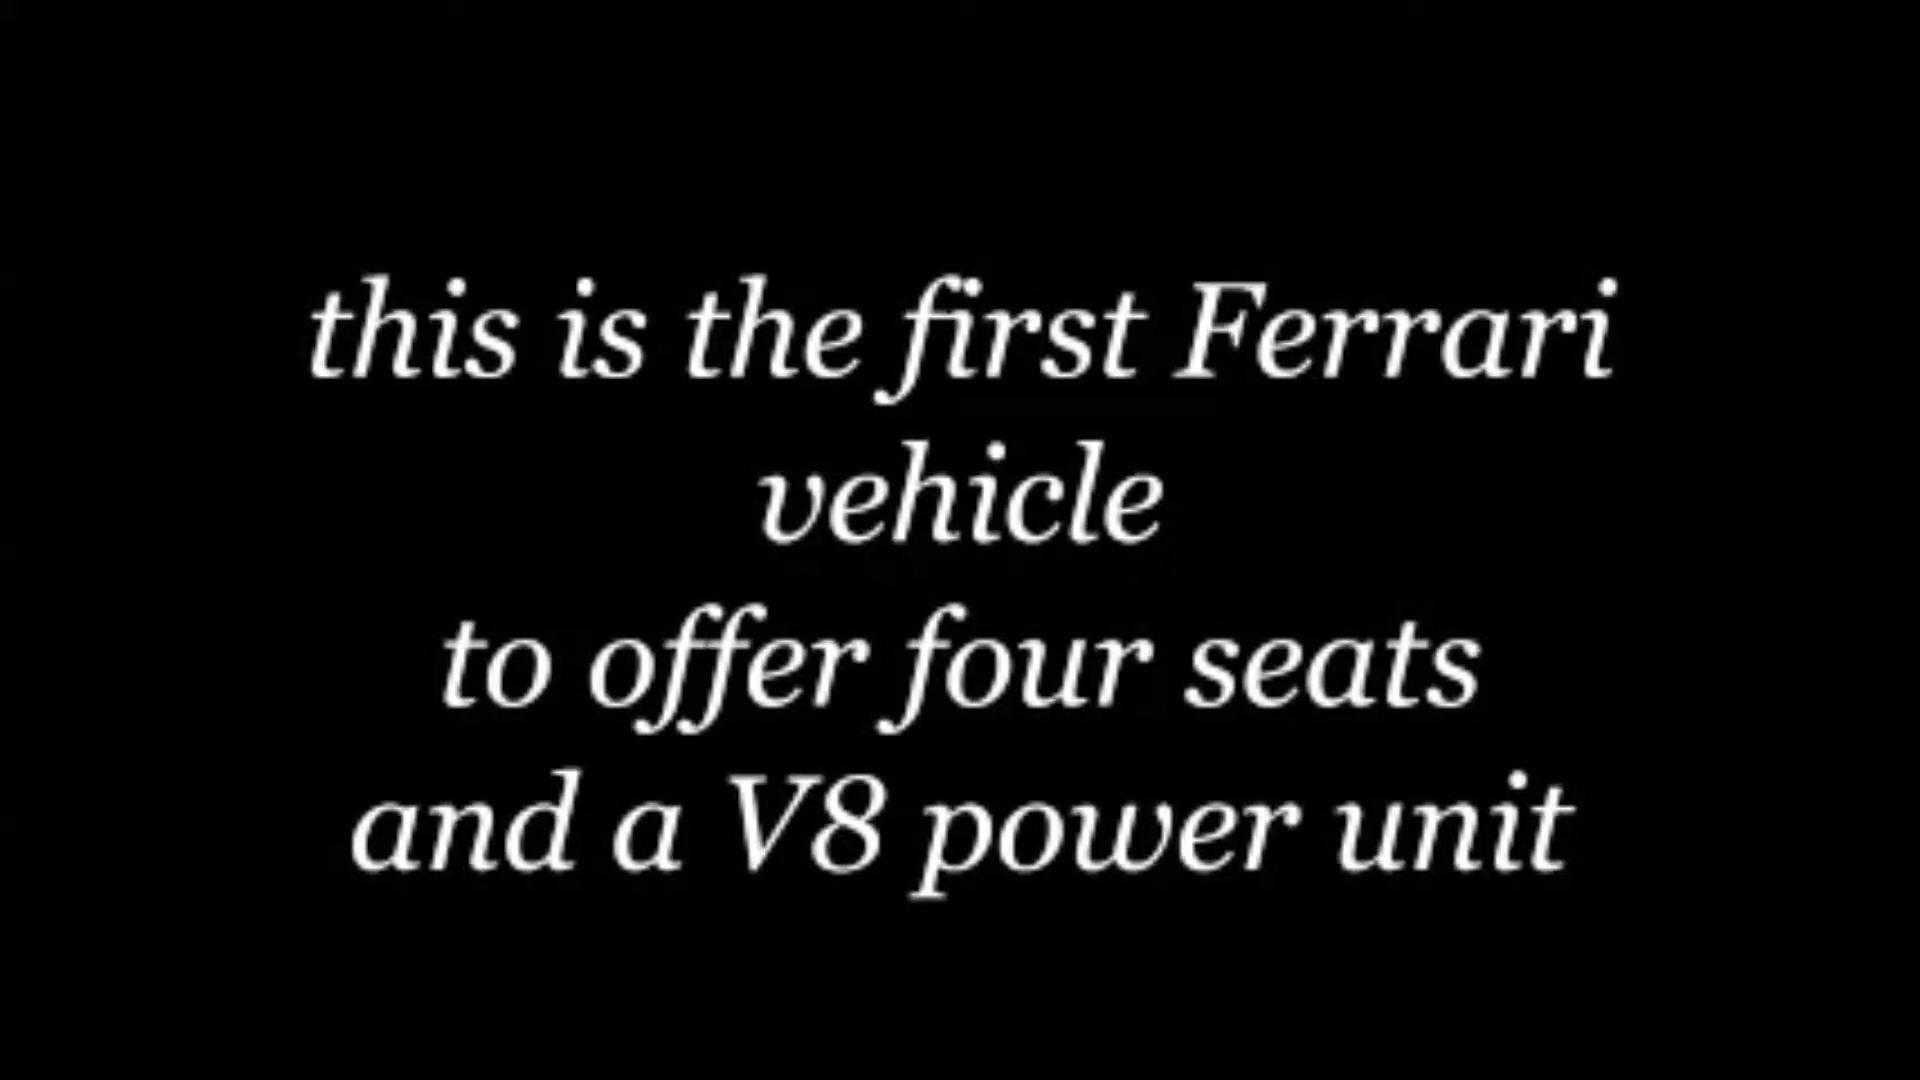 this is the first Ferrari
vehicle
to offer four seats
and a V8 power unit